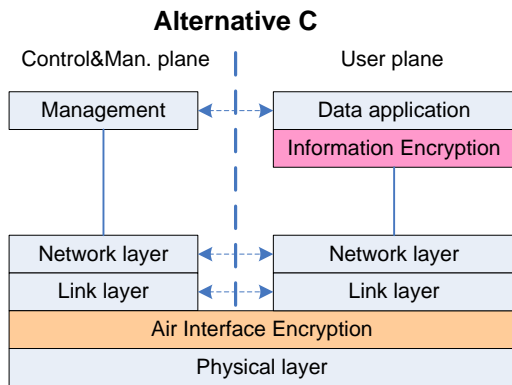 Alternative C
Control&Man. plane
User plane
Management
Data application
Information Encryption
Network layer
Network layer
Link layer
Link layer
Air Interface Encryption
Physical layer